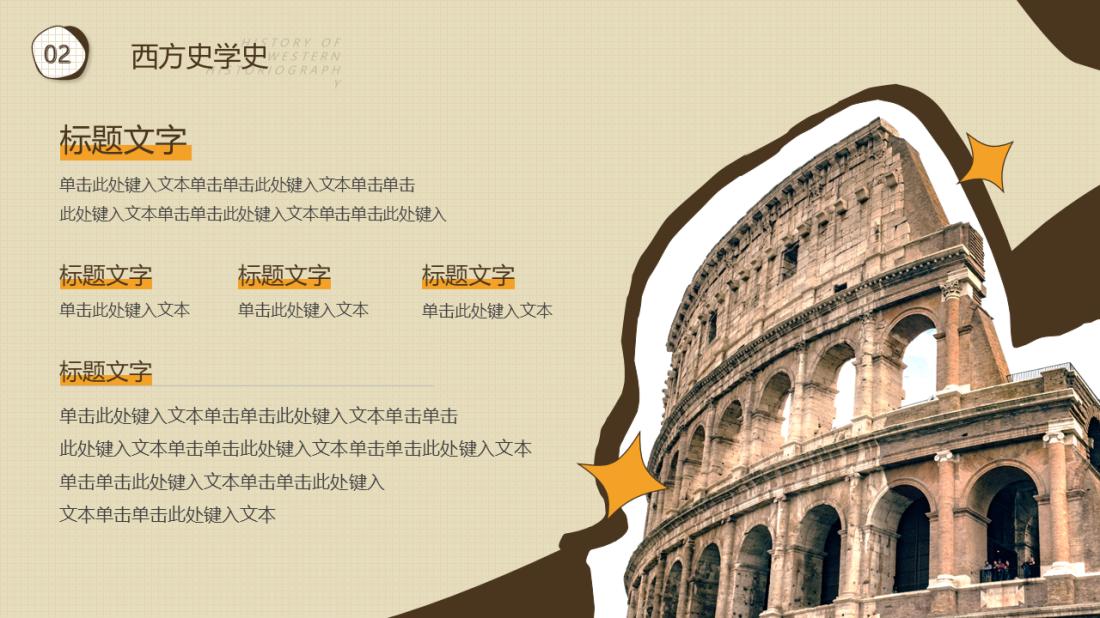 02
西方史学史
HISTORY OF
WESTERN
HISTORIOGRAPH
Y
标题文字
单击此处键入文本单击单击此处键入文本单击单击
此处键入文本单击单击此处键入文本单击单击此处键入
标题文字
单击此处键入文本
标题文字
单击此处键入文本
标题文字
单击此处键入文本
标题文字
单击此处键入文本单击单击此处键入文本单击单击
此处键入文本单击单击此处键入文本单击单击此处键入文本
单击单击此处键入文本单击单击此处键入
文本单击单击此处键入文本